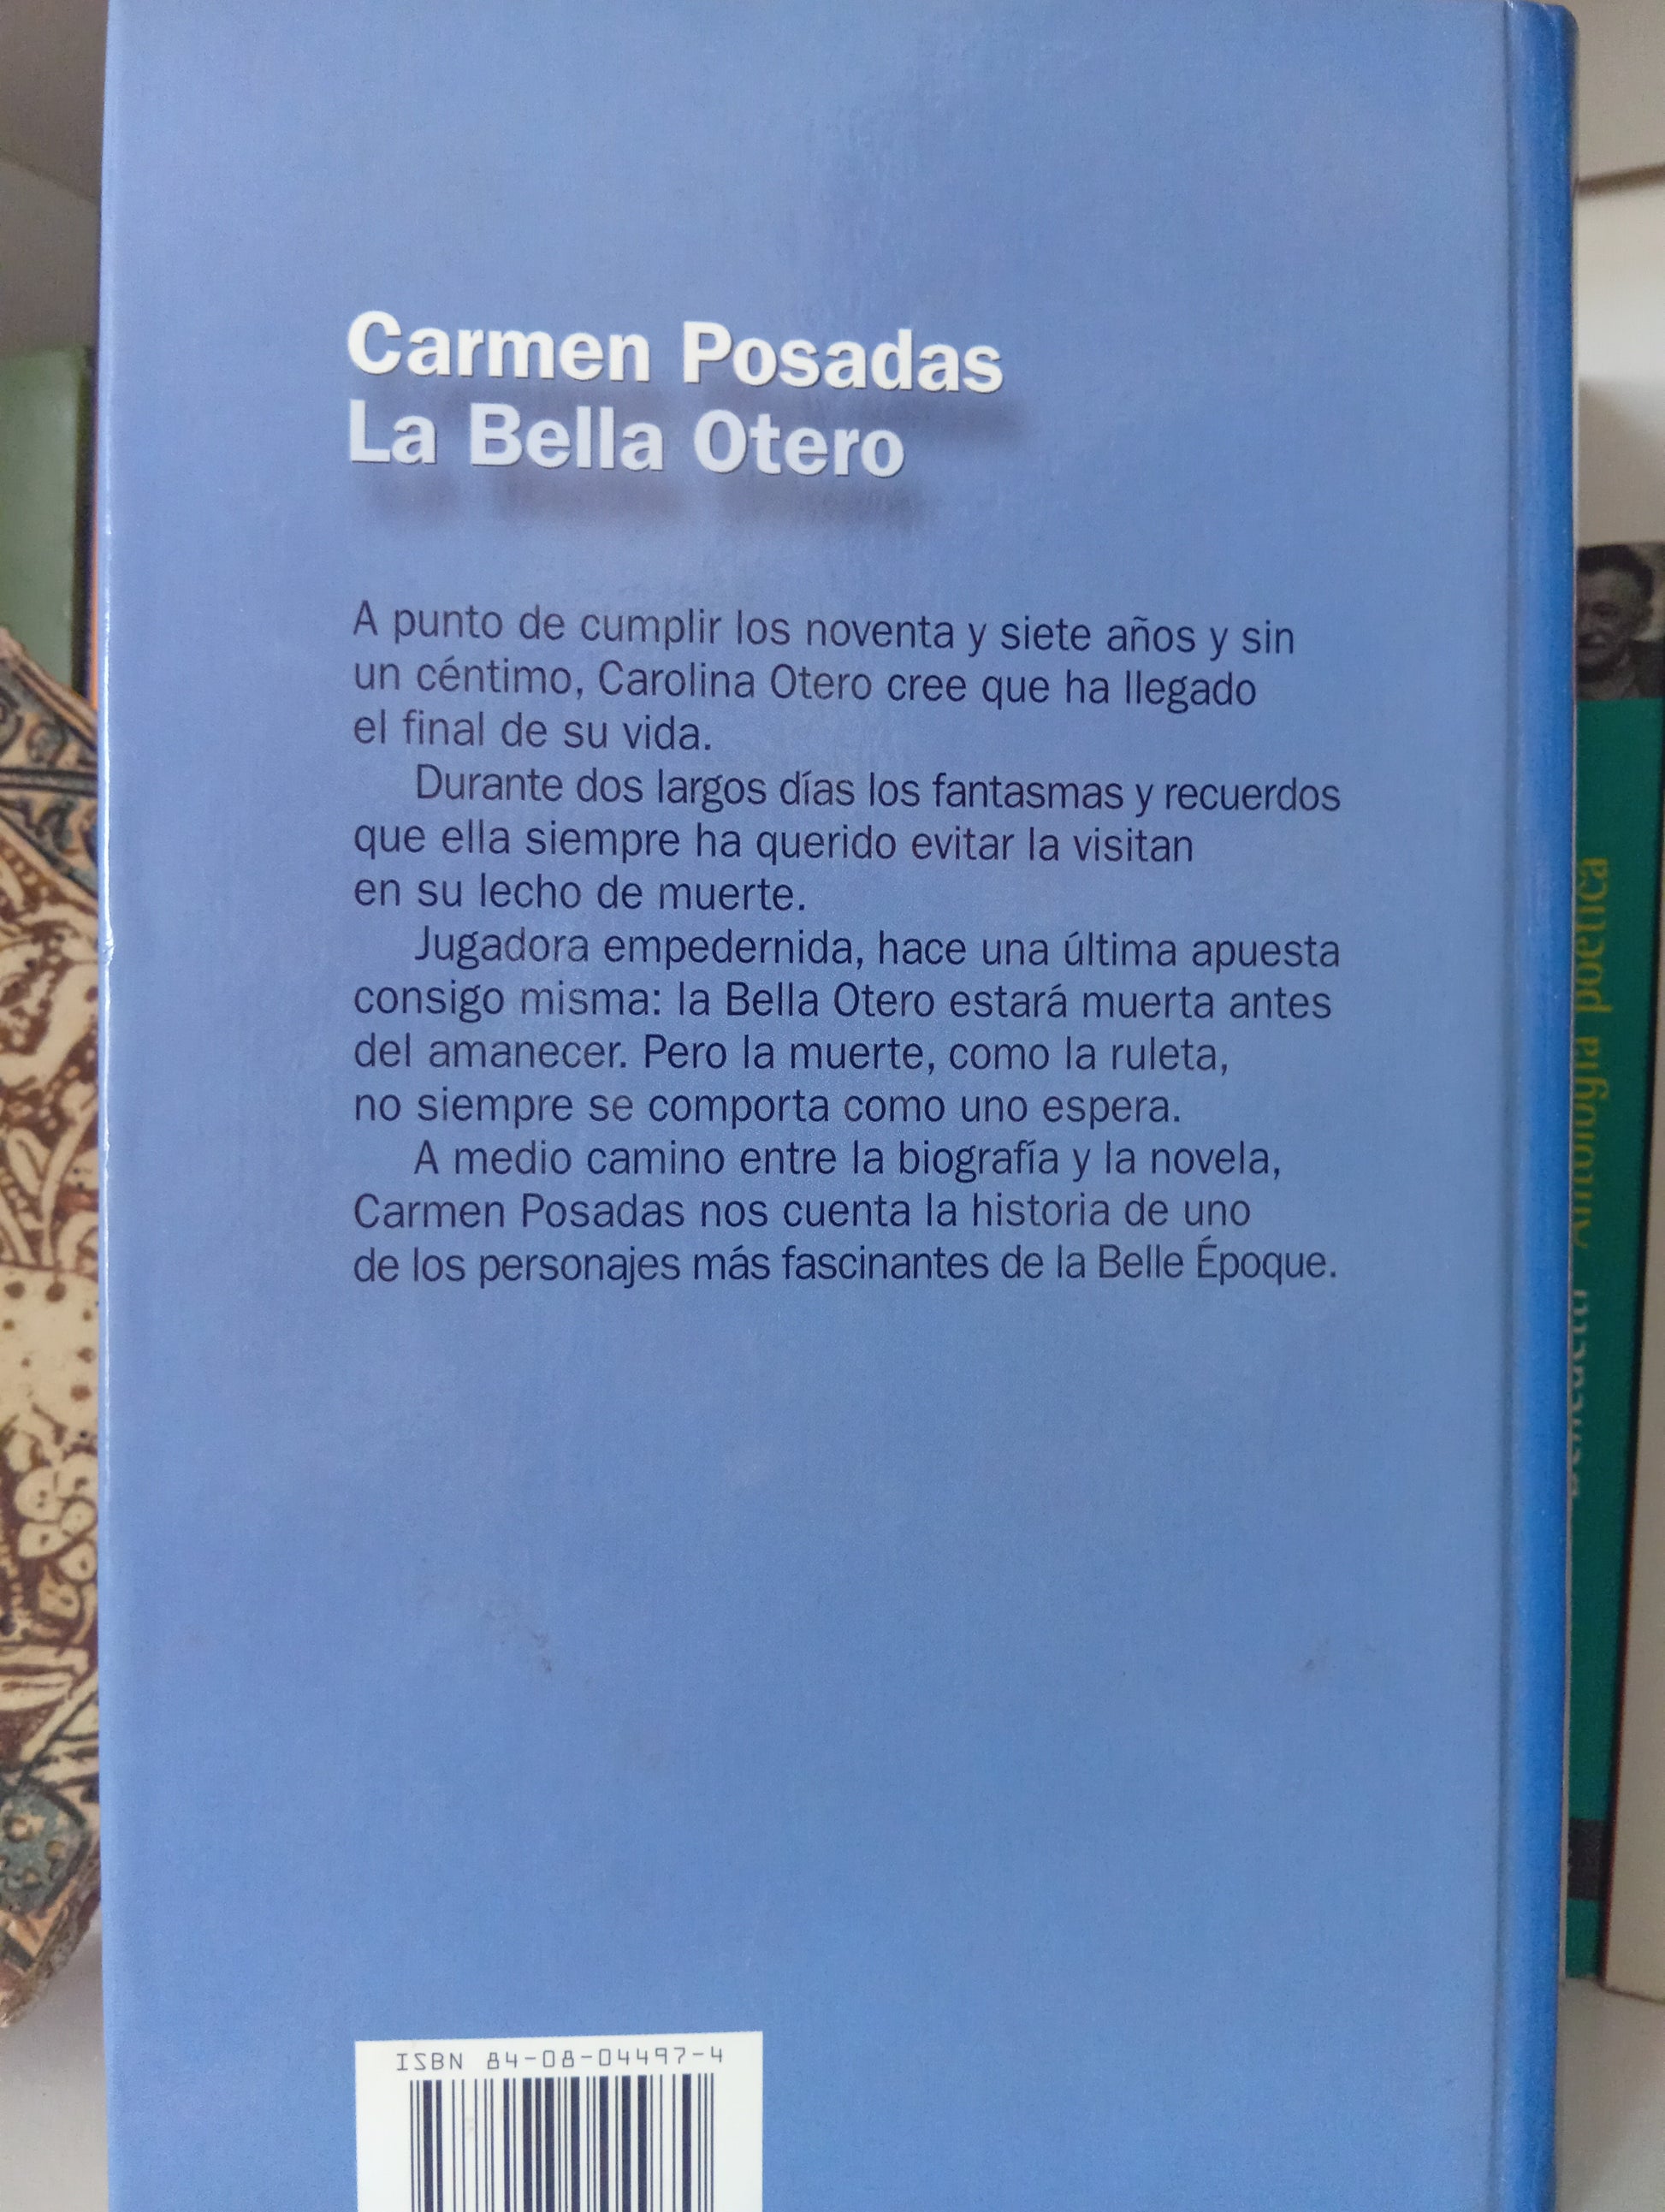 Carmen Posadas
La Bella Otero
A punto de cumplir los noventa y siete años y sin
un céntimo, Carolina Otero cree que ha llegado
el final de su vida.
Durante dos largos días los fantasmas y recuerdos
que ella siempre ha querido evitar la visitan
en su lecho de muerte.
Jugadora empedernida, hace una última apuesta
consigo misma: la Bella Otero estará muerta antes
del amanecer. Pero la muerte, como la ruleta,
no siempre se comporta como uno espera.
A medio camino entre la biografía y la novela,
Carmen Posadas nos cuenta la historia de uno
de los personajes más fascinantes de la Belle Époque.
ISBN 84-08-04497-4
Benedetti Antología poética